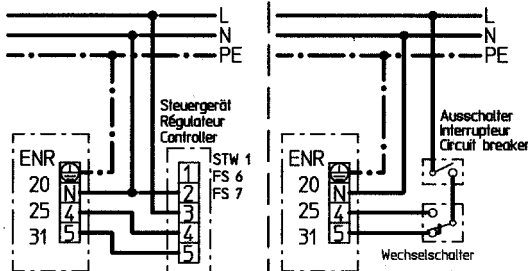 L
N
PE
Steuergerät
Régulateur
Controller
ENR
20
25
31
N
4
5
1
2
3
4
5
STW 1
FS 6
FS 7
L
N
PE
Ausschalter
Interrupteur
Circuit breaker
ENR
20
25
31
N
4
5
Wechselschalter